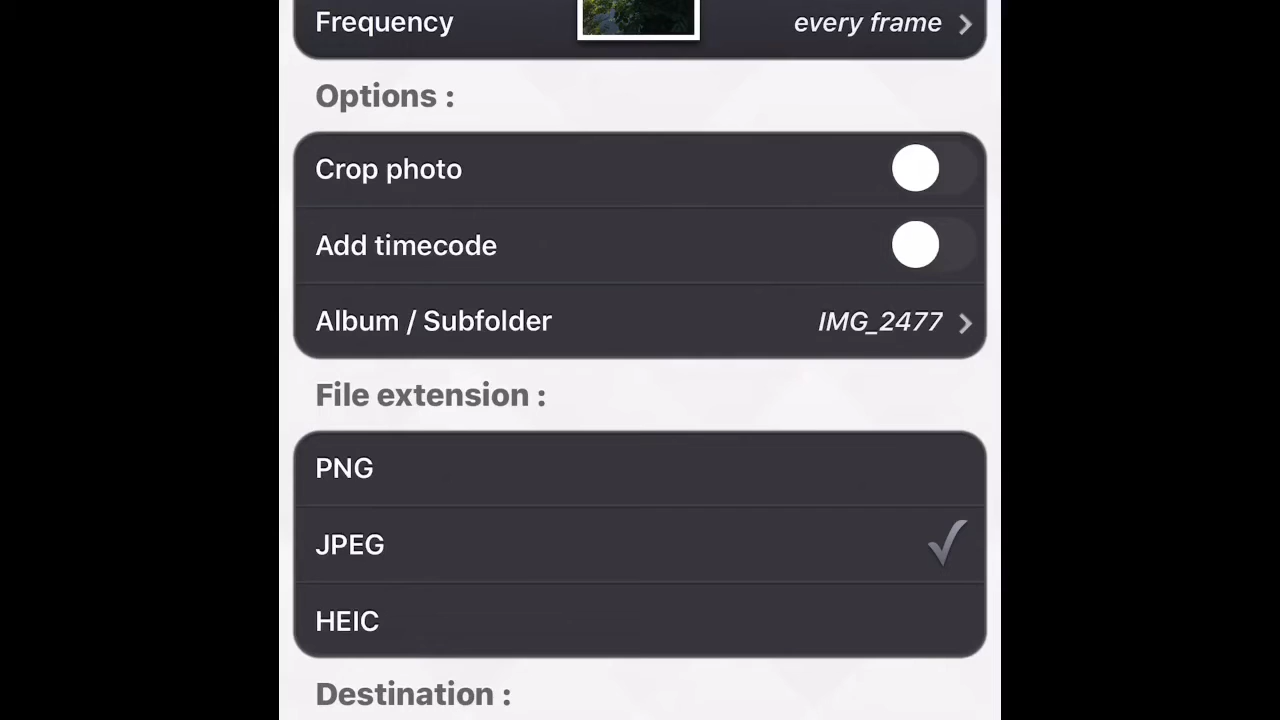 Frequency every frame
Options :
Crop photo
Add timecode
Album / Subfolder IMG_2477
File extension :
PNG
JPEG
HEIC
Destination :